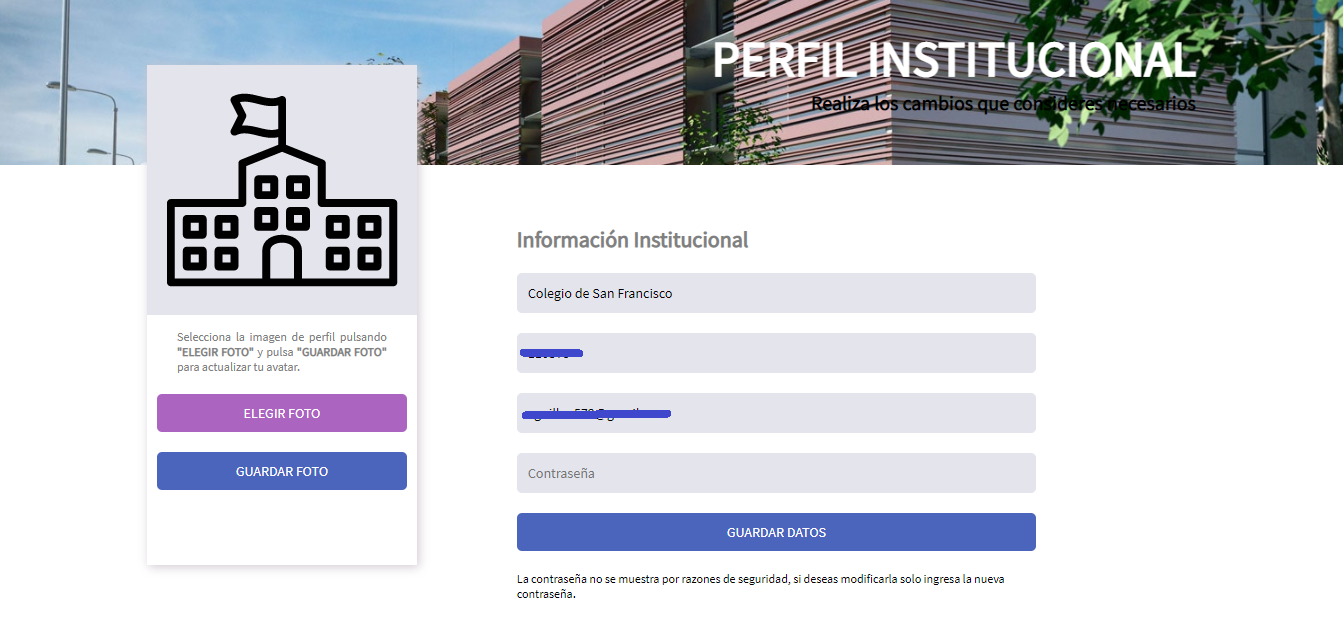 PERFIL INSTITUCIONAL
Realiza los cambios que consideres necesarios
Selecciona la imagen de perfil pulsando
"ELEGIR FOTO" y pulsa "GUARDAR FOTO"
para actualizar tu avatar.
ELEGIR FOTO
GUARDAR FOTO
Información Institucional
Colegio de San Francisco
Contraseña
GUARDAR DATOS
La contraseña no se muestra por razones de seguridad, si deseas modificarla solo ingresa la nueva
contraseña.